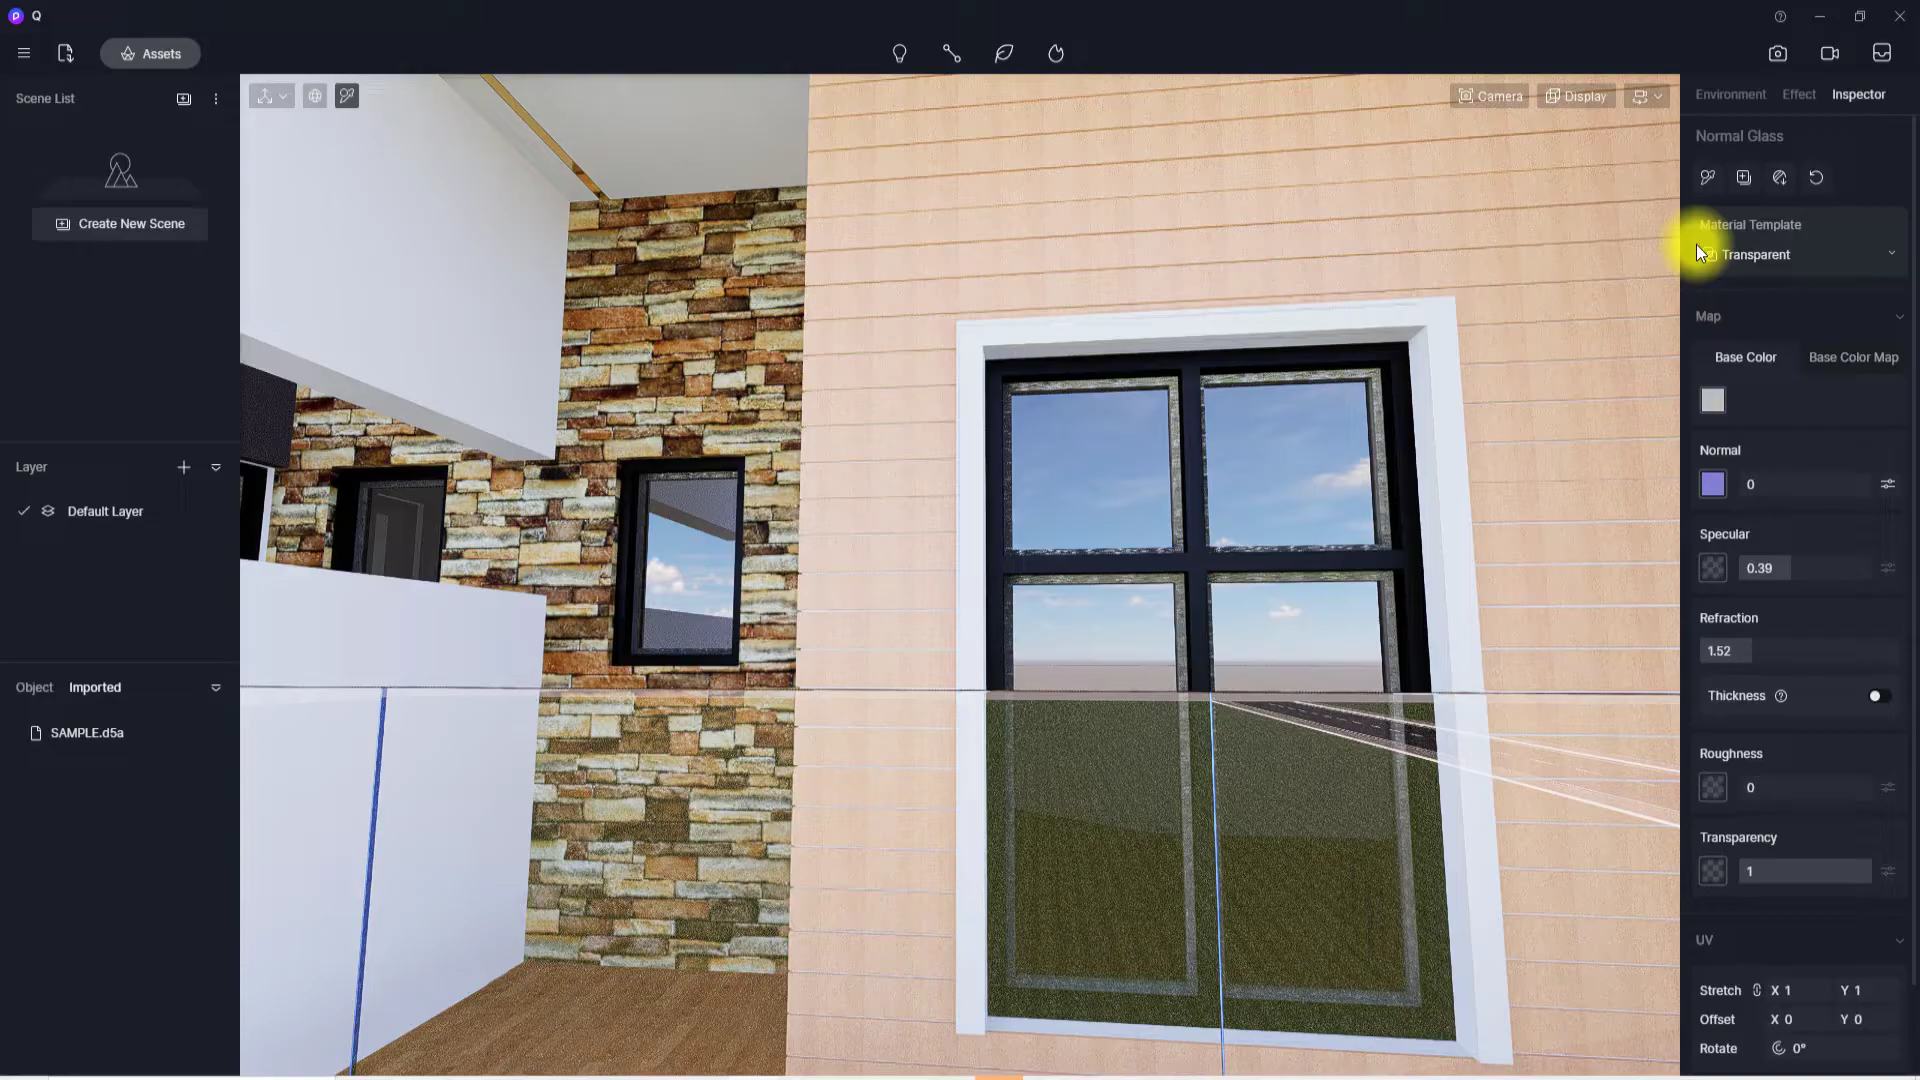 Q
Assets
Scene List
Create New Scene
Layer
Default Layer
Object Imported
SAMPLE.d5a
Camera Display
Environment Effect Inspector
Normal Glass
Material Template
Transparent
Map
Base Color Base Color Map
Normal
0
Specular
0.39
Refraction
1.52
Thickness
Roughness
0
Transparency
1
UV
Stretch X 1 Y 1
Offset X 0 Y 0
Rotate 0°